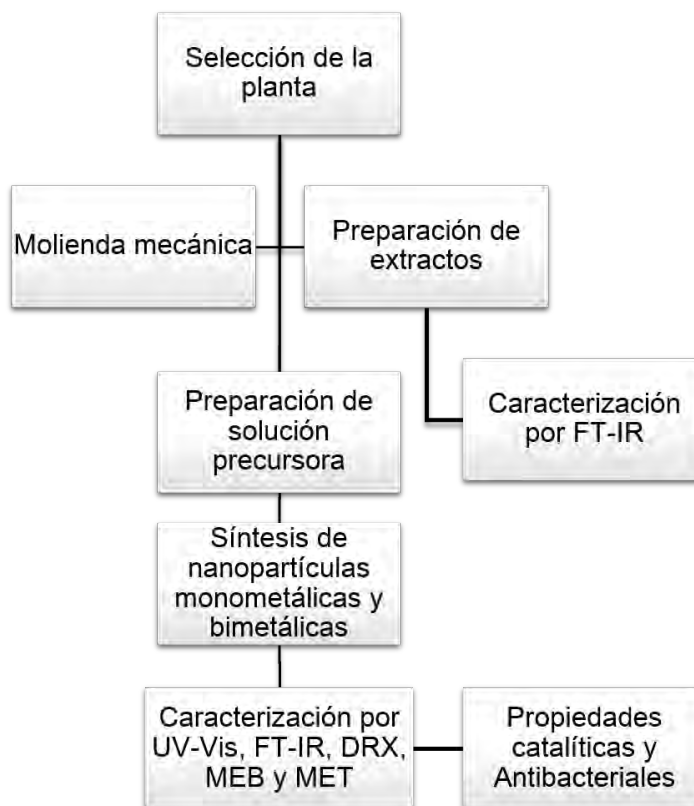 Selección de la
planta
Molienda mecánica
Preparación de
extractos
Preparación de
solución
precursora
Caracterización
por FT-IR
Síntesis de
nanopartículas
monometálicas y
bimetálicas
Caracterización por
UV-Vis, FT-IR, DRX,
MEB y MET
Propiedades
catalíticas y
Antibacteriales